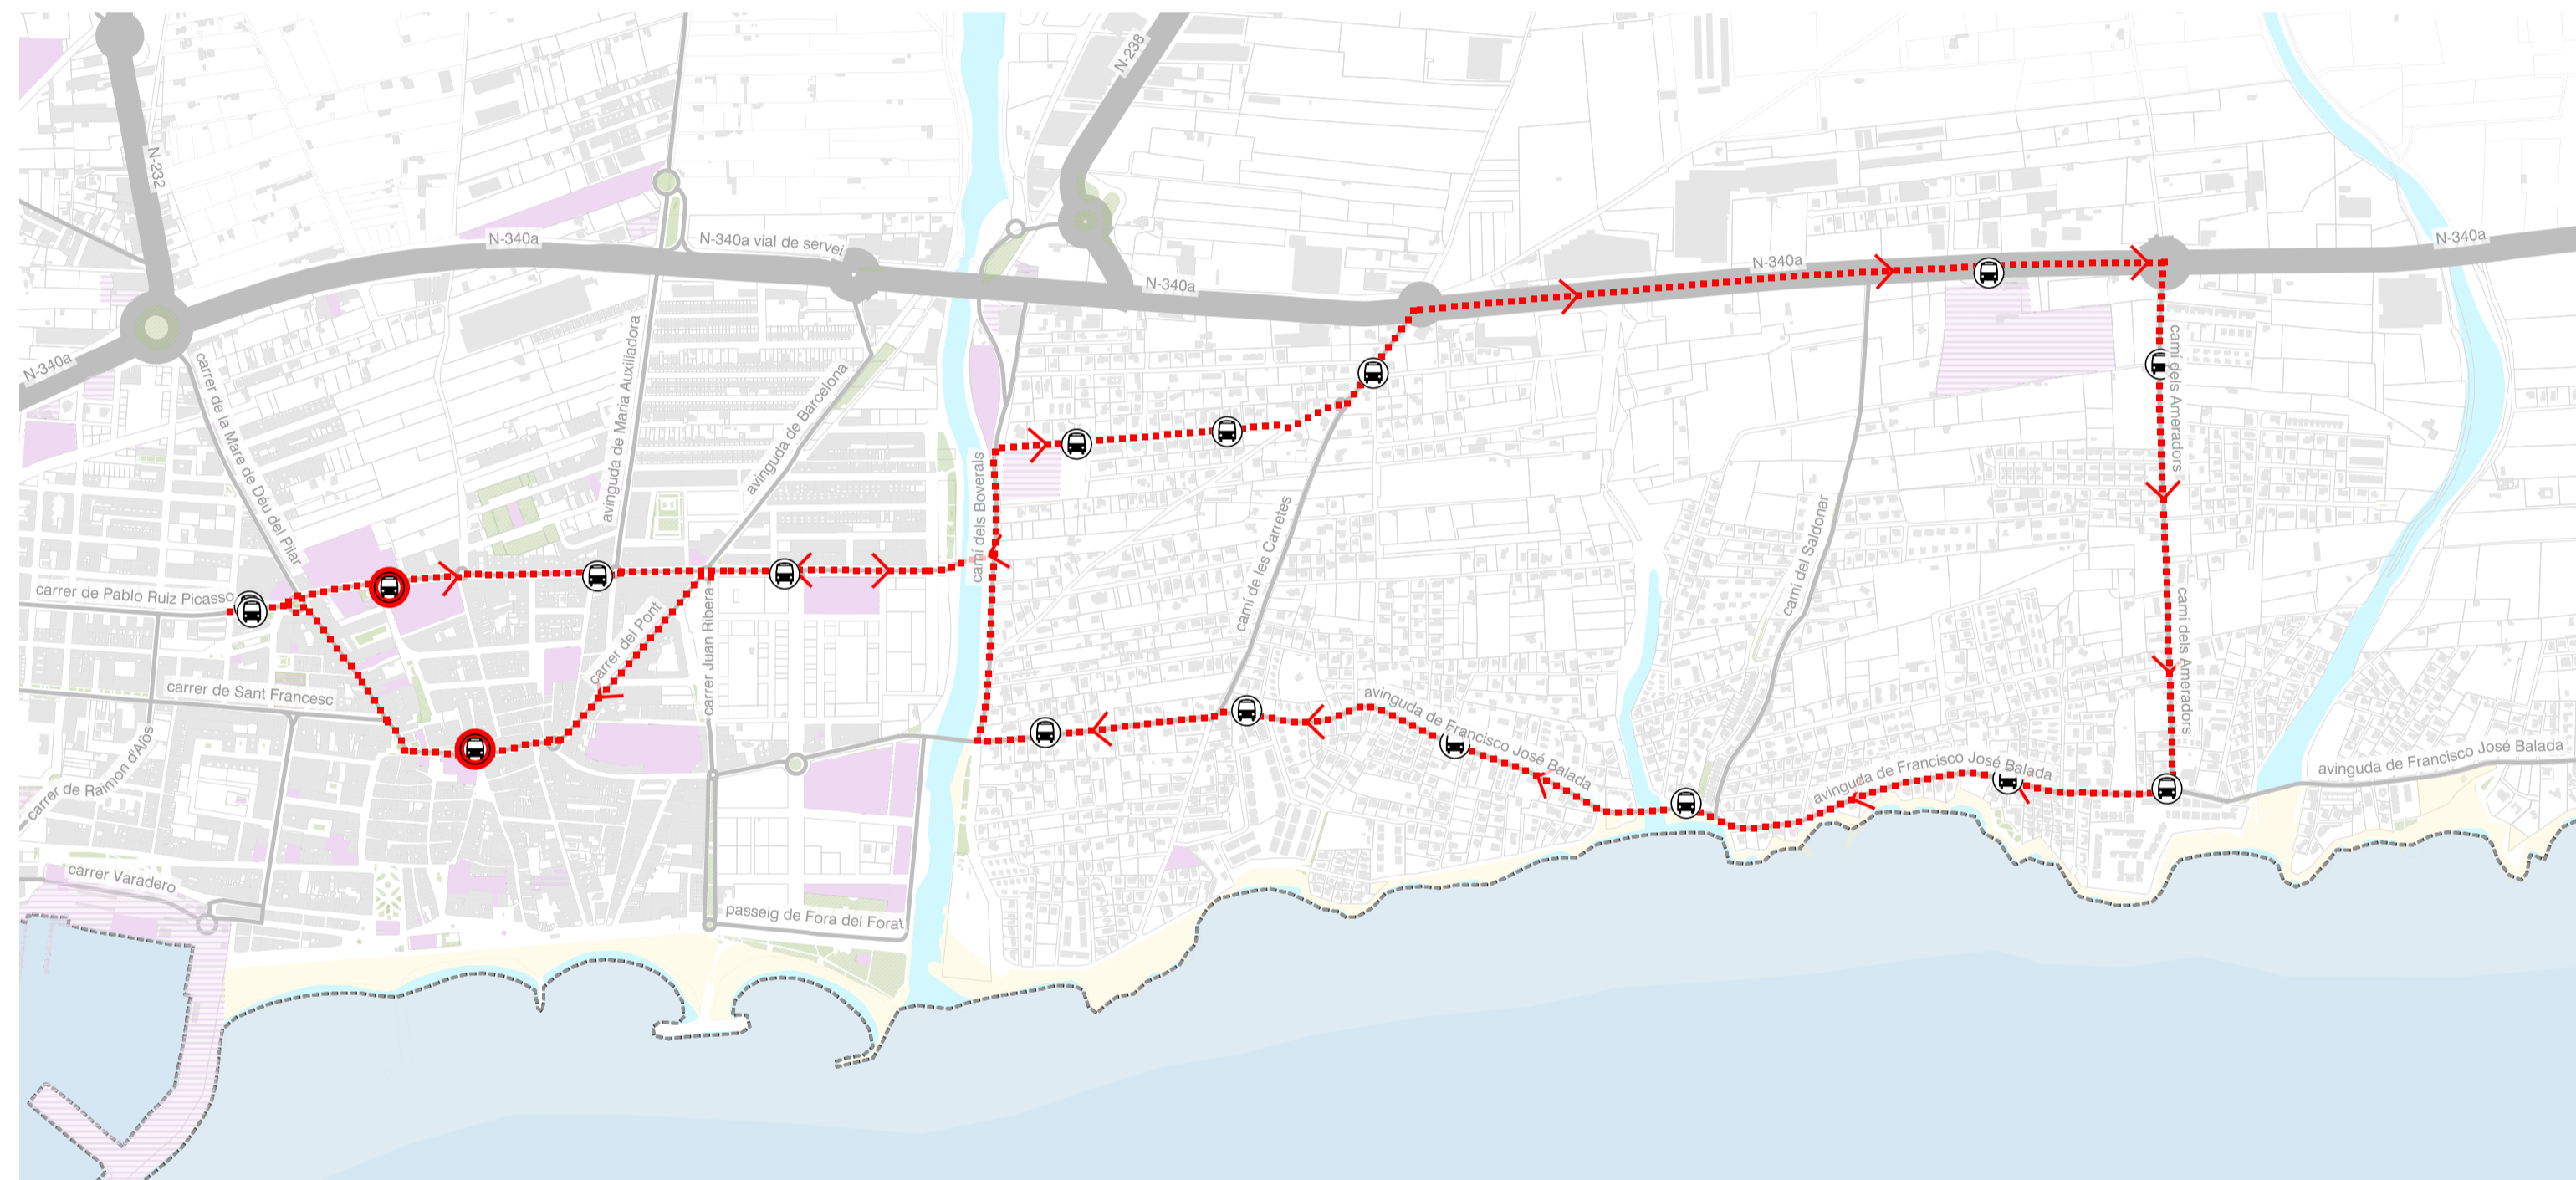 N-238
N-232
N-340a
N-340a vial de servei
N-340a
N-340a
N-340a
N-340a
carrer de la Mare de Déu del Pilar
avinguda de Maria Auxiliadora
avinguda de Barcelona
camí dels Boverals
camí de les Carretes
camí del Saldonar
camí dels Ameradors
camí dels Ameradors
carrer de Pablo Ruiz Picasso
carrer del Pont
carrer Juan Ribera
carrer de Sant Francesc
carrer de Raimon d'Alòs
avinguda de Francisco José Balada
avinguda de Francisco José Balada
avinguda de Francisco José Balada
carrer Varadero
passeig de Fora del Forat